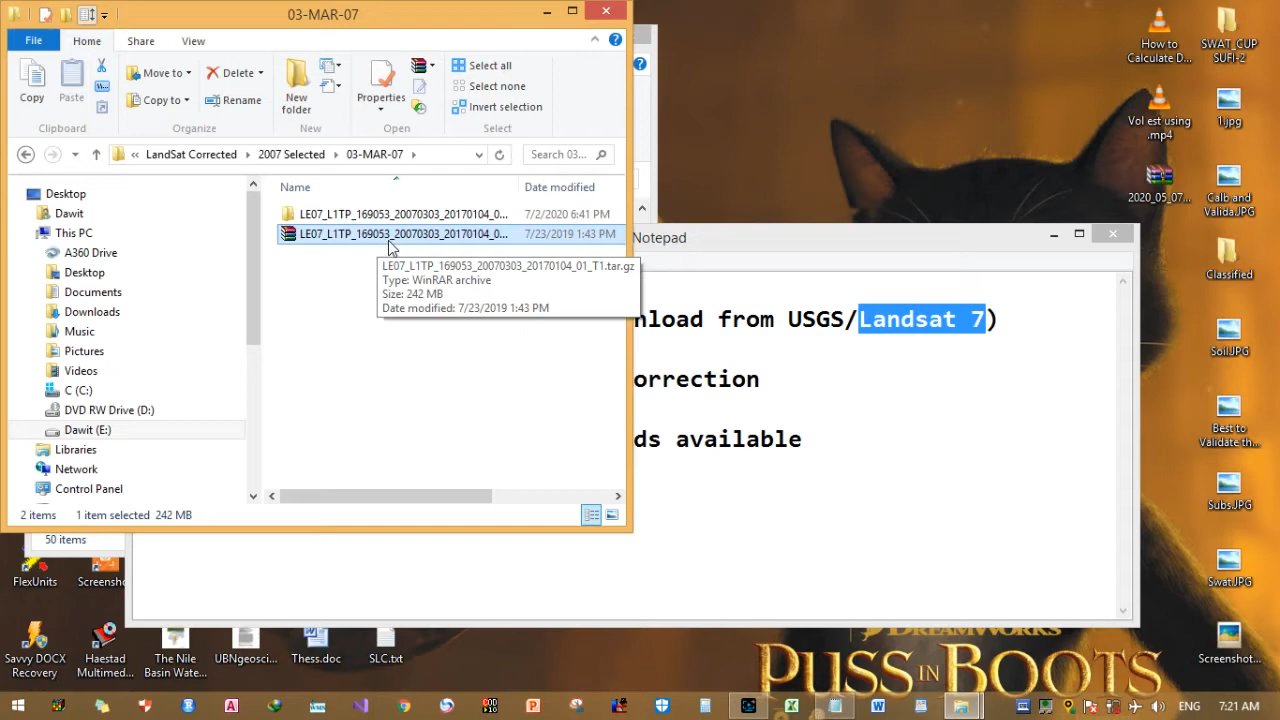 03-MAR-07
File
Home
Share
View
Copy
Paste
Move to
Copy to
Delete
Rename
New
folder
Properties
Select all
Select none
Invert selection
Clipboard
Organize
New
Open
Select
« LandSat Corrected
2007 Selected
03-MAR-07
Search 03...
Desktop
Dawit
This PC
A360 Drive
Desktop
Documents
Downloads
Music
Pictures
Videos
C (C:)
DVD RW Drive (D:)
Dawit (E:)
Libraries
Network
Control Panel
Name
Date modified
LE07_L1TP_169053_20070303_20170104_0...
7/2/2020 6:41 PM
LE07_L1TP_169053_20070303_20170104_0...
7/23/2019 1:43 PM
LE07_L1TP_169053_20070303_20170104_01_T1.tar.gz
Type: WinRAR archive
Size: 242 MB
Date modified: 7/23/2019 1:43 PM
2 items
1 item selected 242 MB
50 items
Notepad
nload from USGS/Landsat 7)
orrection
ds available
How to
Calculate D...
SWAT_CUP
SUFI-2
Vol est using
.mp4
1.jpg
2020_05_07...
Calb and
Valida.JPG
Classified
Soil.JPG
Best to
Validate th...
Subs.JPG
Swat.JPG
Screenshot...
FlexUnits
Screensho
Savvy DOCX
Recovery
Haestad
Multimed...
The Nile
Basin Wate...
UBNgeosci...
Thess.doc
SLC.txt
DREAMWORKS
PUSS IN BOOTS
ENG
7:21 AM